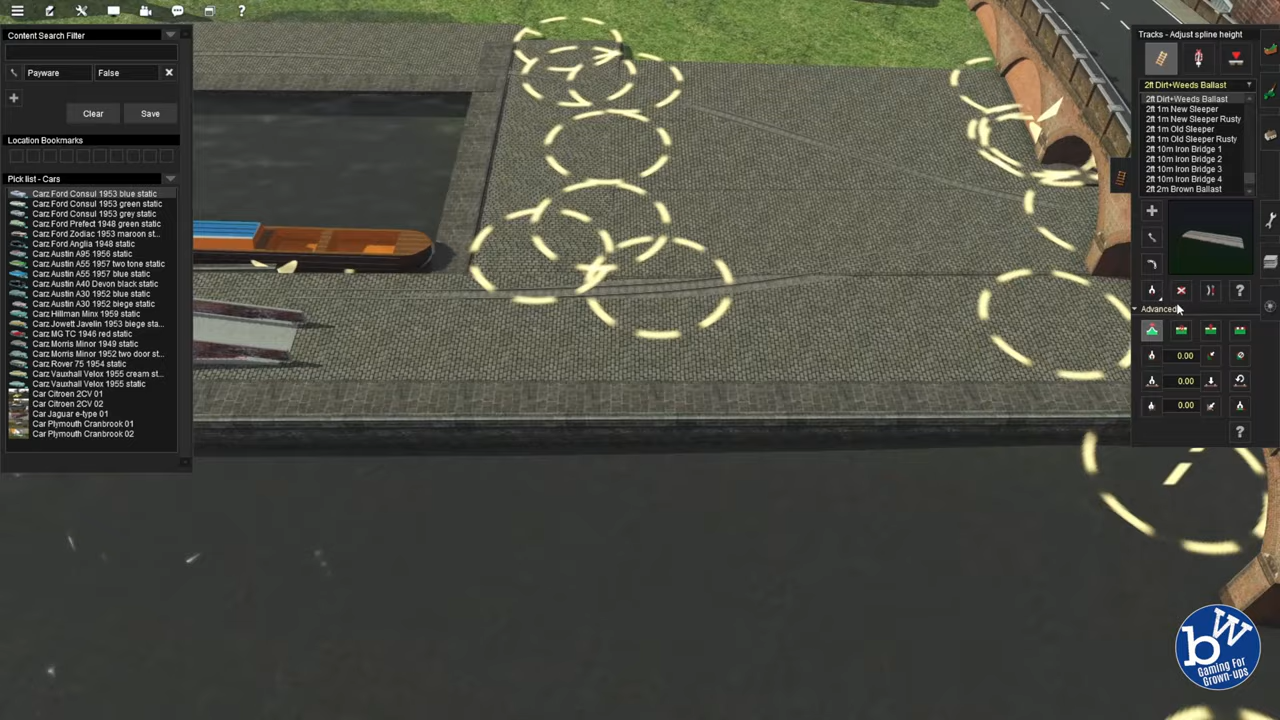 Content Search Filter
Payware
False
Clear
Save
Location Bookmarks
Pick list - Cars
Carz Ford Consul 1953 blue static
Carz Ford Consul 1953 green static
Carz Ford Consul 1953 grey static
Carz Ford Prefect 1948 green static
Carz Ford Zodiac 1953 maroon st...
Carz Ford Anglia 1948 static
Carz Austin A95 1956 static
Carz Austin A55 1957 two tone static
Carz Austin A55 1957 blue static
Carz Austin A40 Devon black static
Carz Austin A30 1952 blue static
Carz Austin A30 1952 biege static
Carz Hillman Minx 1959 static
Carz Jowett Javelin 1953 biege sta...
Carz MG TC 1946 red static
Carz Morris Minor 1949 static
Carz Morris Minor 1952 two door st...
Carz Rover 75 1954 static
Carz Vauxhall Velox 1955 cream st...
Carz Vauxhall Velox 1955 static
Car Citroen 2CV 01
Car Citroen 2CV 02
Car Jaguar e-type 01
Car Plymouth Cranbrook 01
Car Plymouth Cranbrook 02
Tracks - Adjust spline height
2ft Dirt+Weeds Ballast
2ft Dirt+Weeds Ballast
2ft 1m New Sleeper
2ft 1m New Sleeper Rusty
2ft 1m Old Sleeper
2ft 1m Old Sleeper Rusty
2ft 10m Iron Bridge 1
2ft 10m Iron Bridge 2
2ft 10m Iron Bridge 3
2ft 10m Iron Bridge 4
2ft 2m Brown Ballast
Advanced
0.00
0.00
0.00
bW
Gaming For
Grown-ups